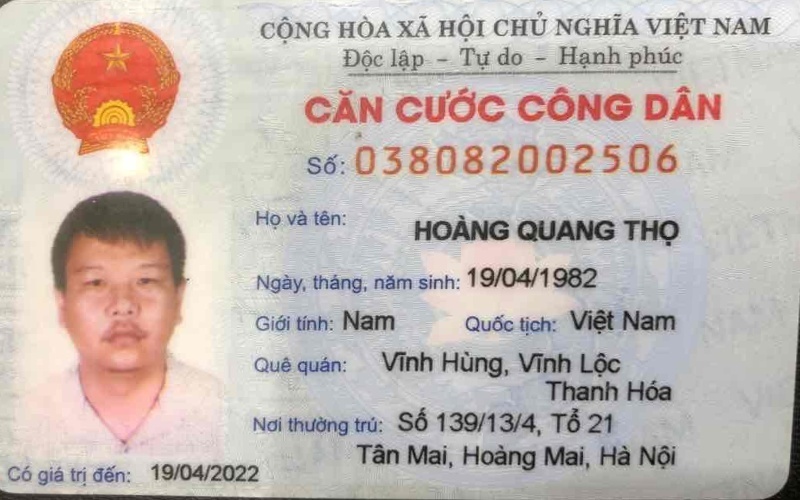 CỘNG HÒA XÃ HỘI CHỦ NGHĨA VIỆT NAM
Độc lập - Tự do - Hạnh phúc
CĂN CƯỚC CÔNG DÂN
Số: 038082002506
Họ và tên: HOÀNG QUANG THỌ
Ngày, tháng, năm sinh: 19/04/1982
Giới tính: Nam Quốc tịch: Việt Nam
Quê quán: Vĩnh Hùng, Vĩnh Lộc
Thanh Hóa
Nơi thường trú: Số 139/13/4, Tổ 21
Tân Mai, Hoàng Mai, Hà Nội
Có giá trị đến: 19/04/2022